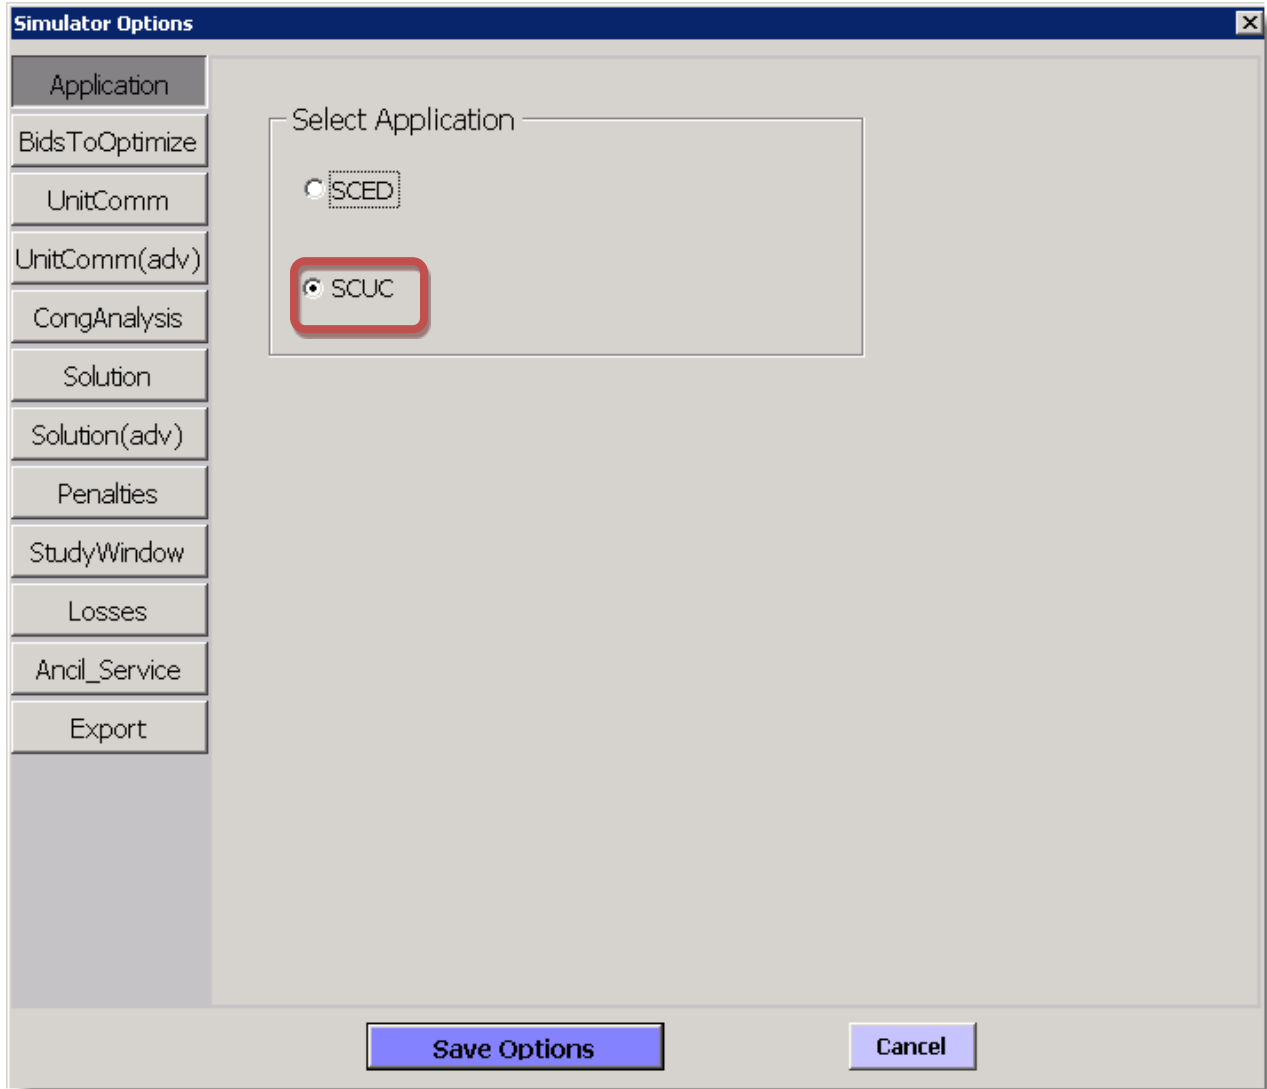 Simulator Options
Application
BidsToOptimize
UnitComm
UnitComm(adv)
CongAnalysis
Solution
Solution(adv)
Penalties
StudyWindow
Losses
Ancil_Service
Export
Select Application
SCED
SCUC
Save Options
Cancel